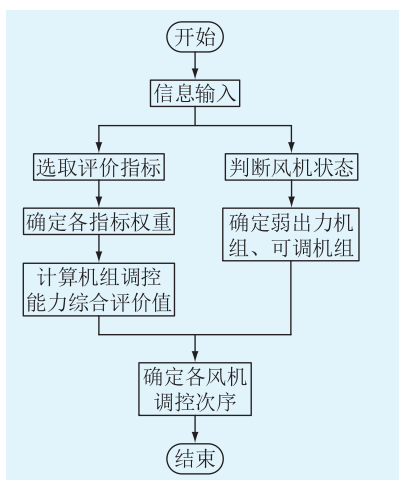 开始
信息输入
选取评价指标
判断风机状态
确定各指标权重
确定弱出力机
组、可调机组
计算机组调控
能力综合评价值
确定各风机
调控次序
结束